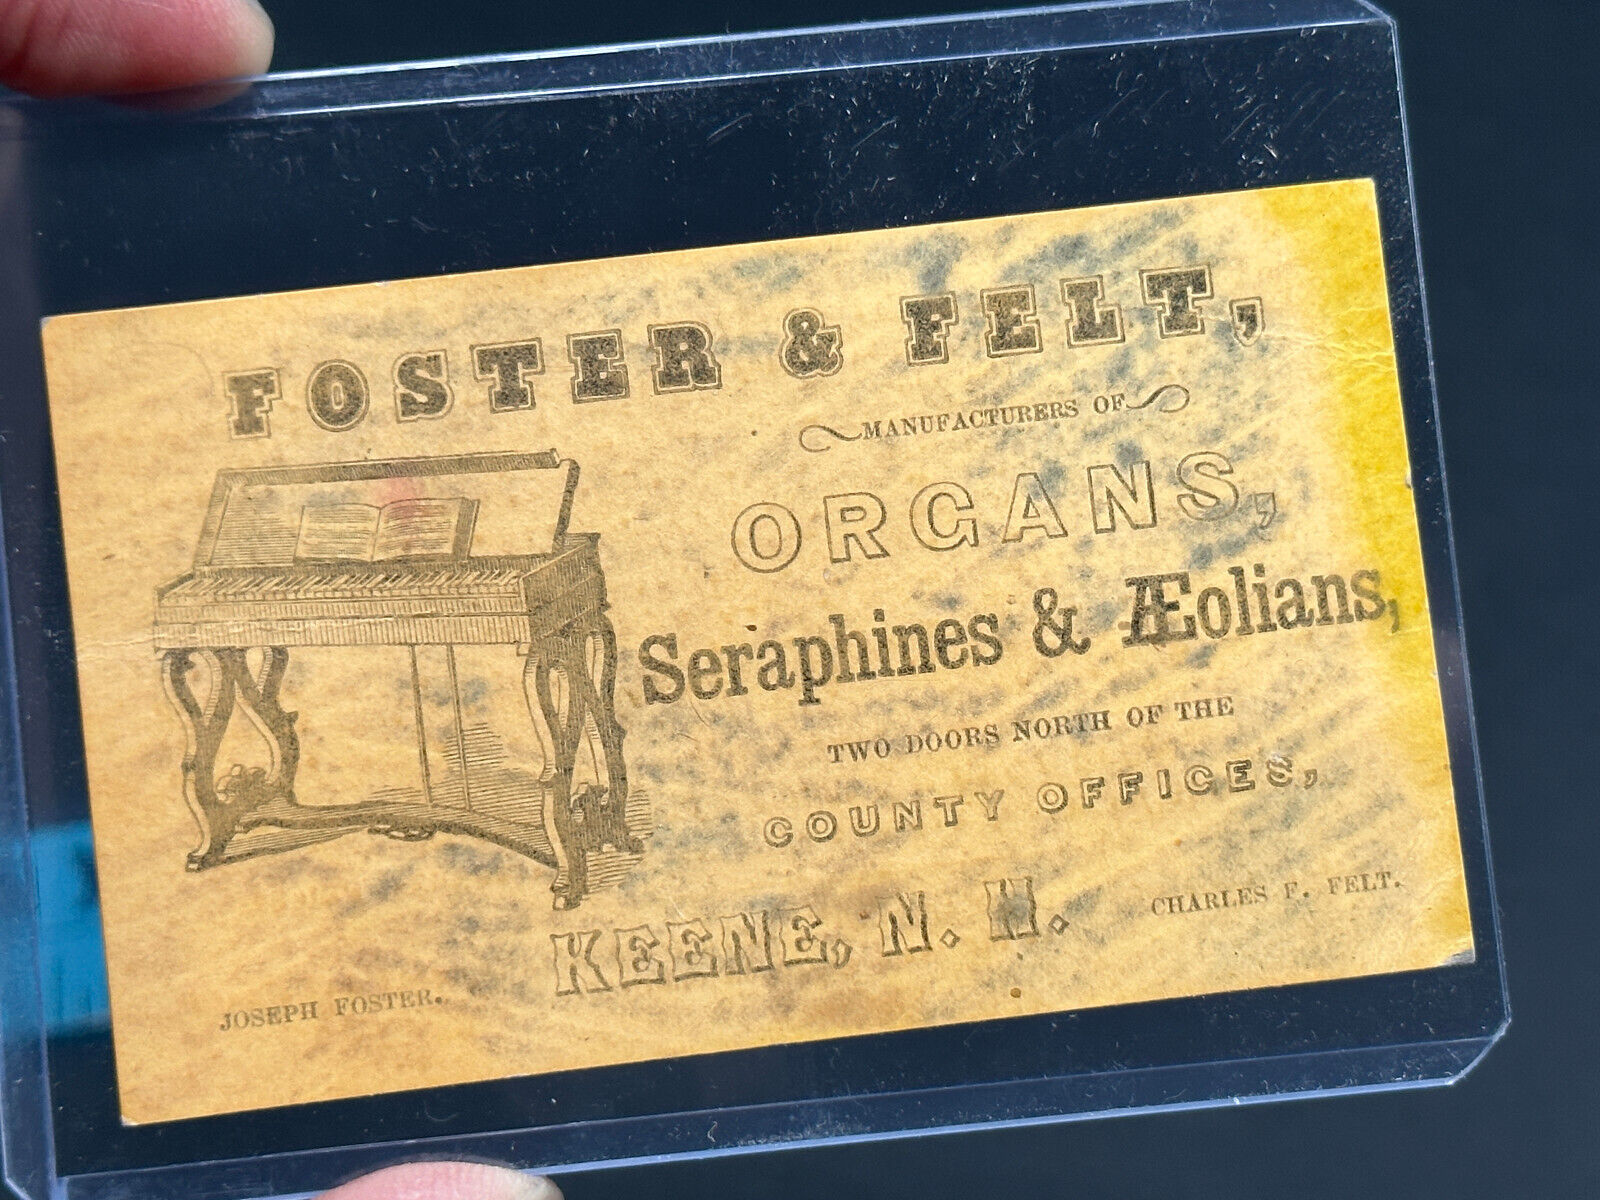 FOSTER & FELT,
MANUFACTURERS OF
ORGANS,
Seraphines & Æolians,
TWO DOORS NORTH OF THE
COUNTY OFFICES,
KEENE, N. H.
JOSEPH FOSTER.
CHARLES F. FELT.